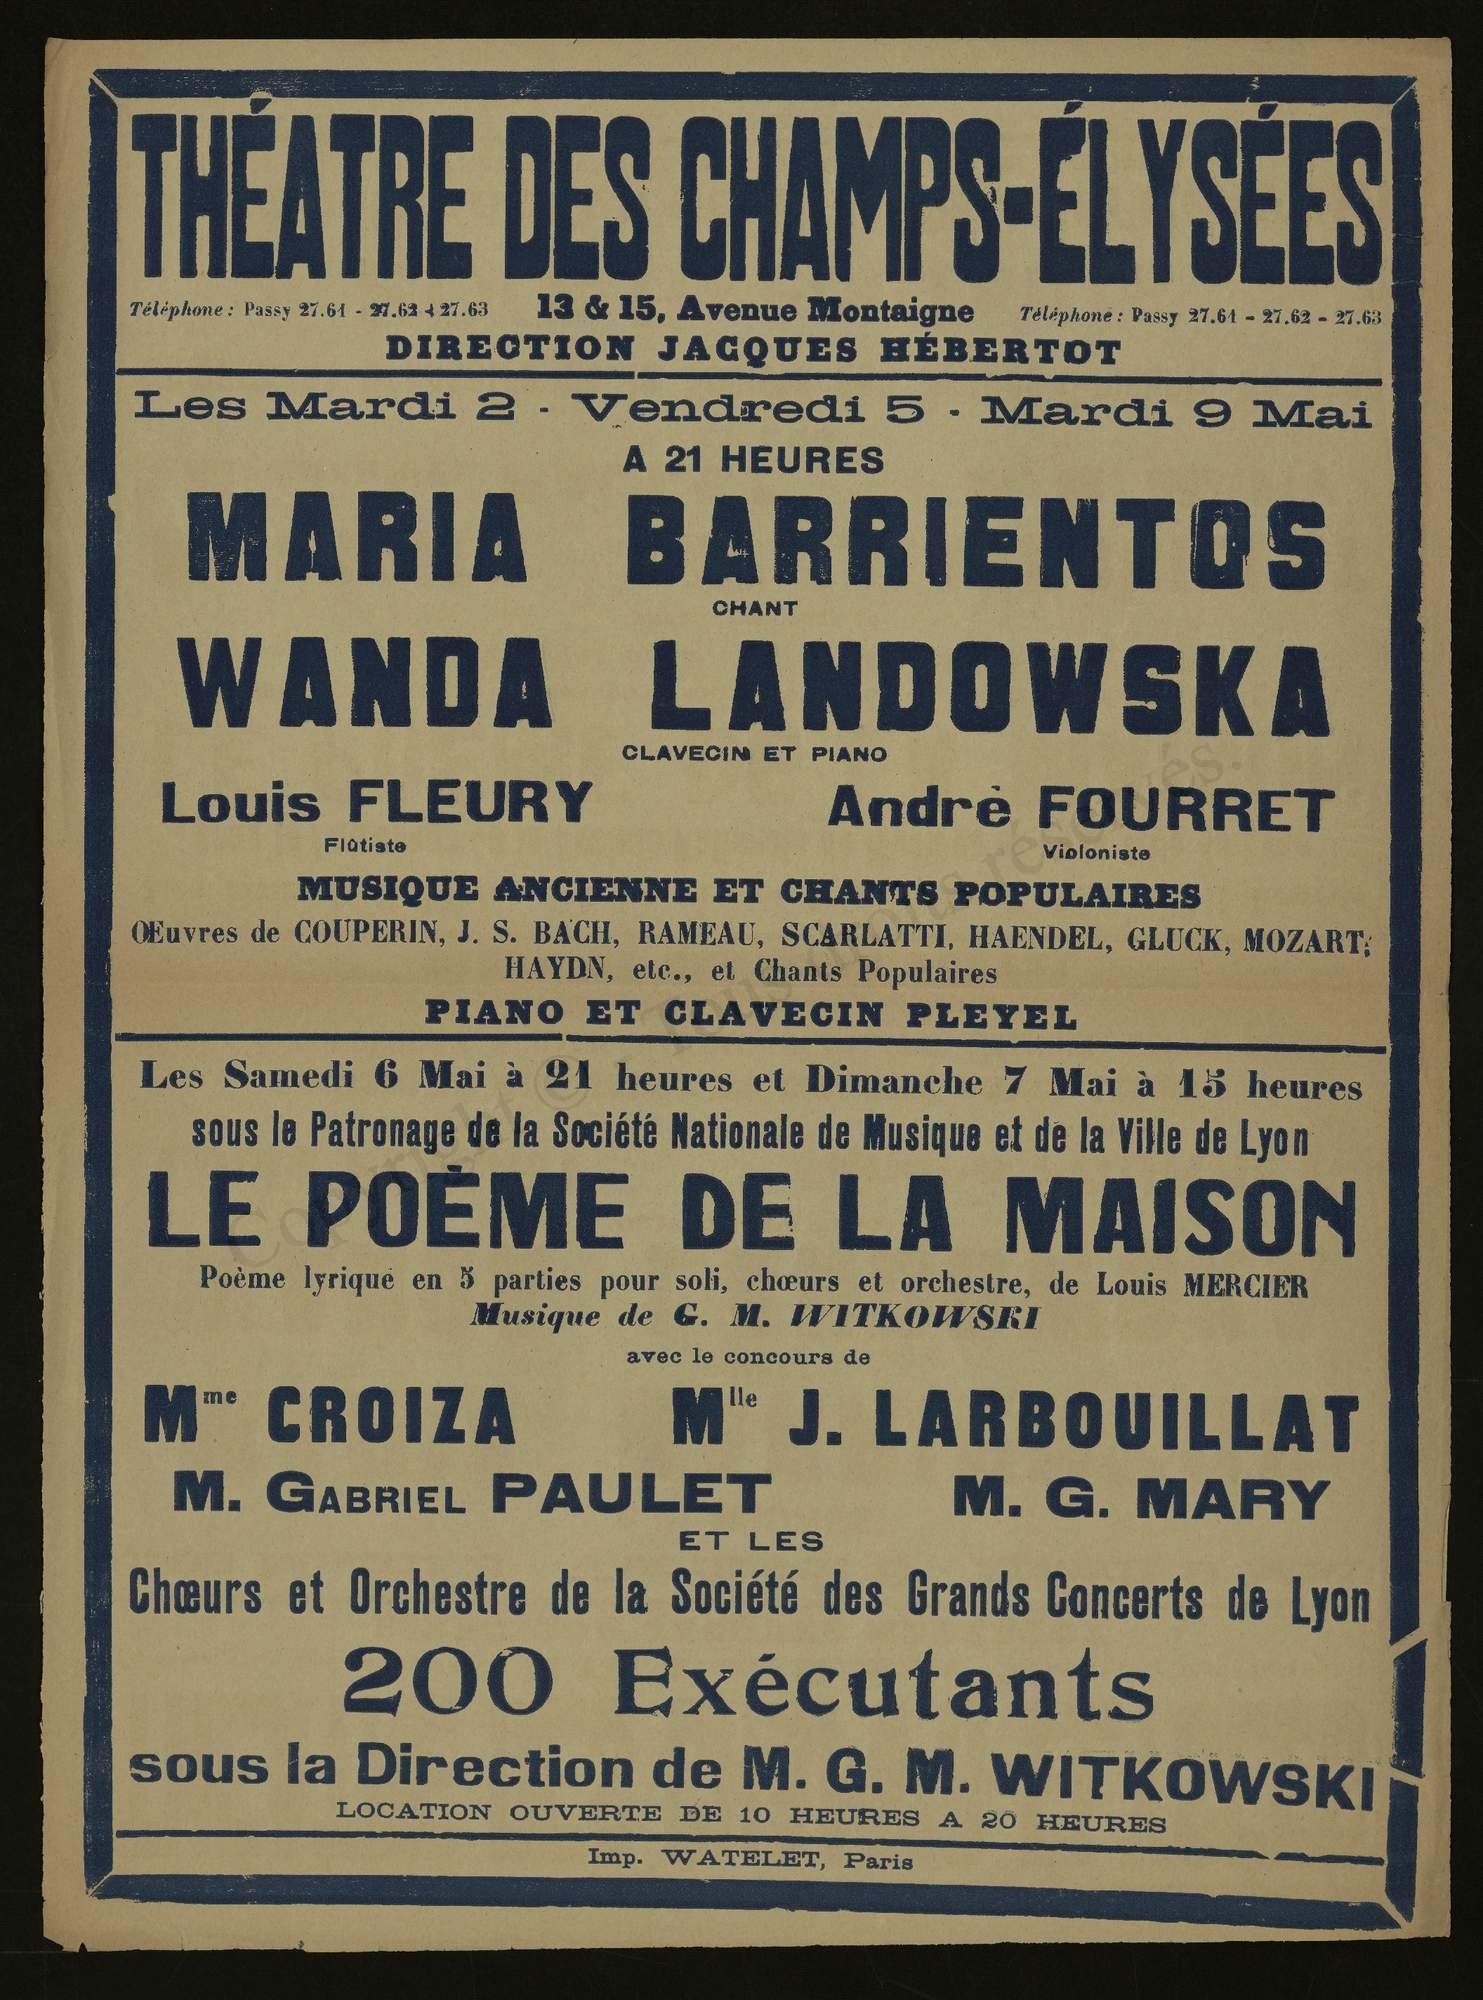 THÉATRE DES CHAMPS-ÉLYSÉES
Téléphone : Passy 27.61 - 27.62 - 27.63 13 & 15, Avenue Montaigne Téléphone : Passy 27.61 - 27.62 - 27.63
DIRECTION JACQUES HÉBERTOT
Les Mardi 2 - Vendredi 5 - Mardi 9 Mai
A 21 HEURES
MARIA BARRIENTOS
CHANT
WANDA LANDOWSKA
CLAVECIN ET PIANO
Louis FLEURY André FOURRET
Flûtiste Violoniste
MUSIQUE ANCIENNE ET CHANTS POPULAIRES
Œuvres de COUPERIN, J. S. BACH, RAMEAU, SCARLATTI, HAENDEL, GLUCK, MOZART,
HAYDN, etc., et Chants Populaires
PIANO ET CLAVECIN PLEYEL
Les Samedi 6 Mai à 21 heures et Dimanche 7 Mai à 15 heures
sous le Patronage de la Société Nationale de Musique et de la Ville de Lyon
LE POÈME DE LA MAISON
Poème lyrique en 5 parties pour soli, chœurs et orchestre, de Louis MERCIER
Musique de G. M. WITKOWSKI
avec le concours de
Mme CROIZA Mlle J. LARBOUILLAT
M. GABRIEL PAULET M. G. MARY
ET LES
Chœurs et Orchestre de la Société des Grands Concerts de Lyon
200 Exécutants
sous la Direction de M. G. M. WITKOWSKI
LOCATION OUVERTE DE 10 HEURES A 20 HEURES
Imp. WATELET, Paris
Copyright © - Tous droits réservés.